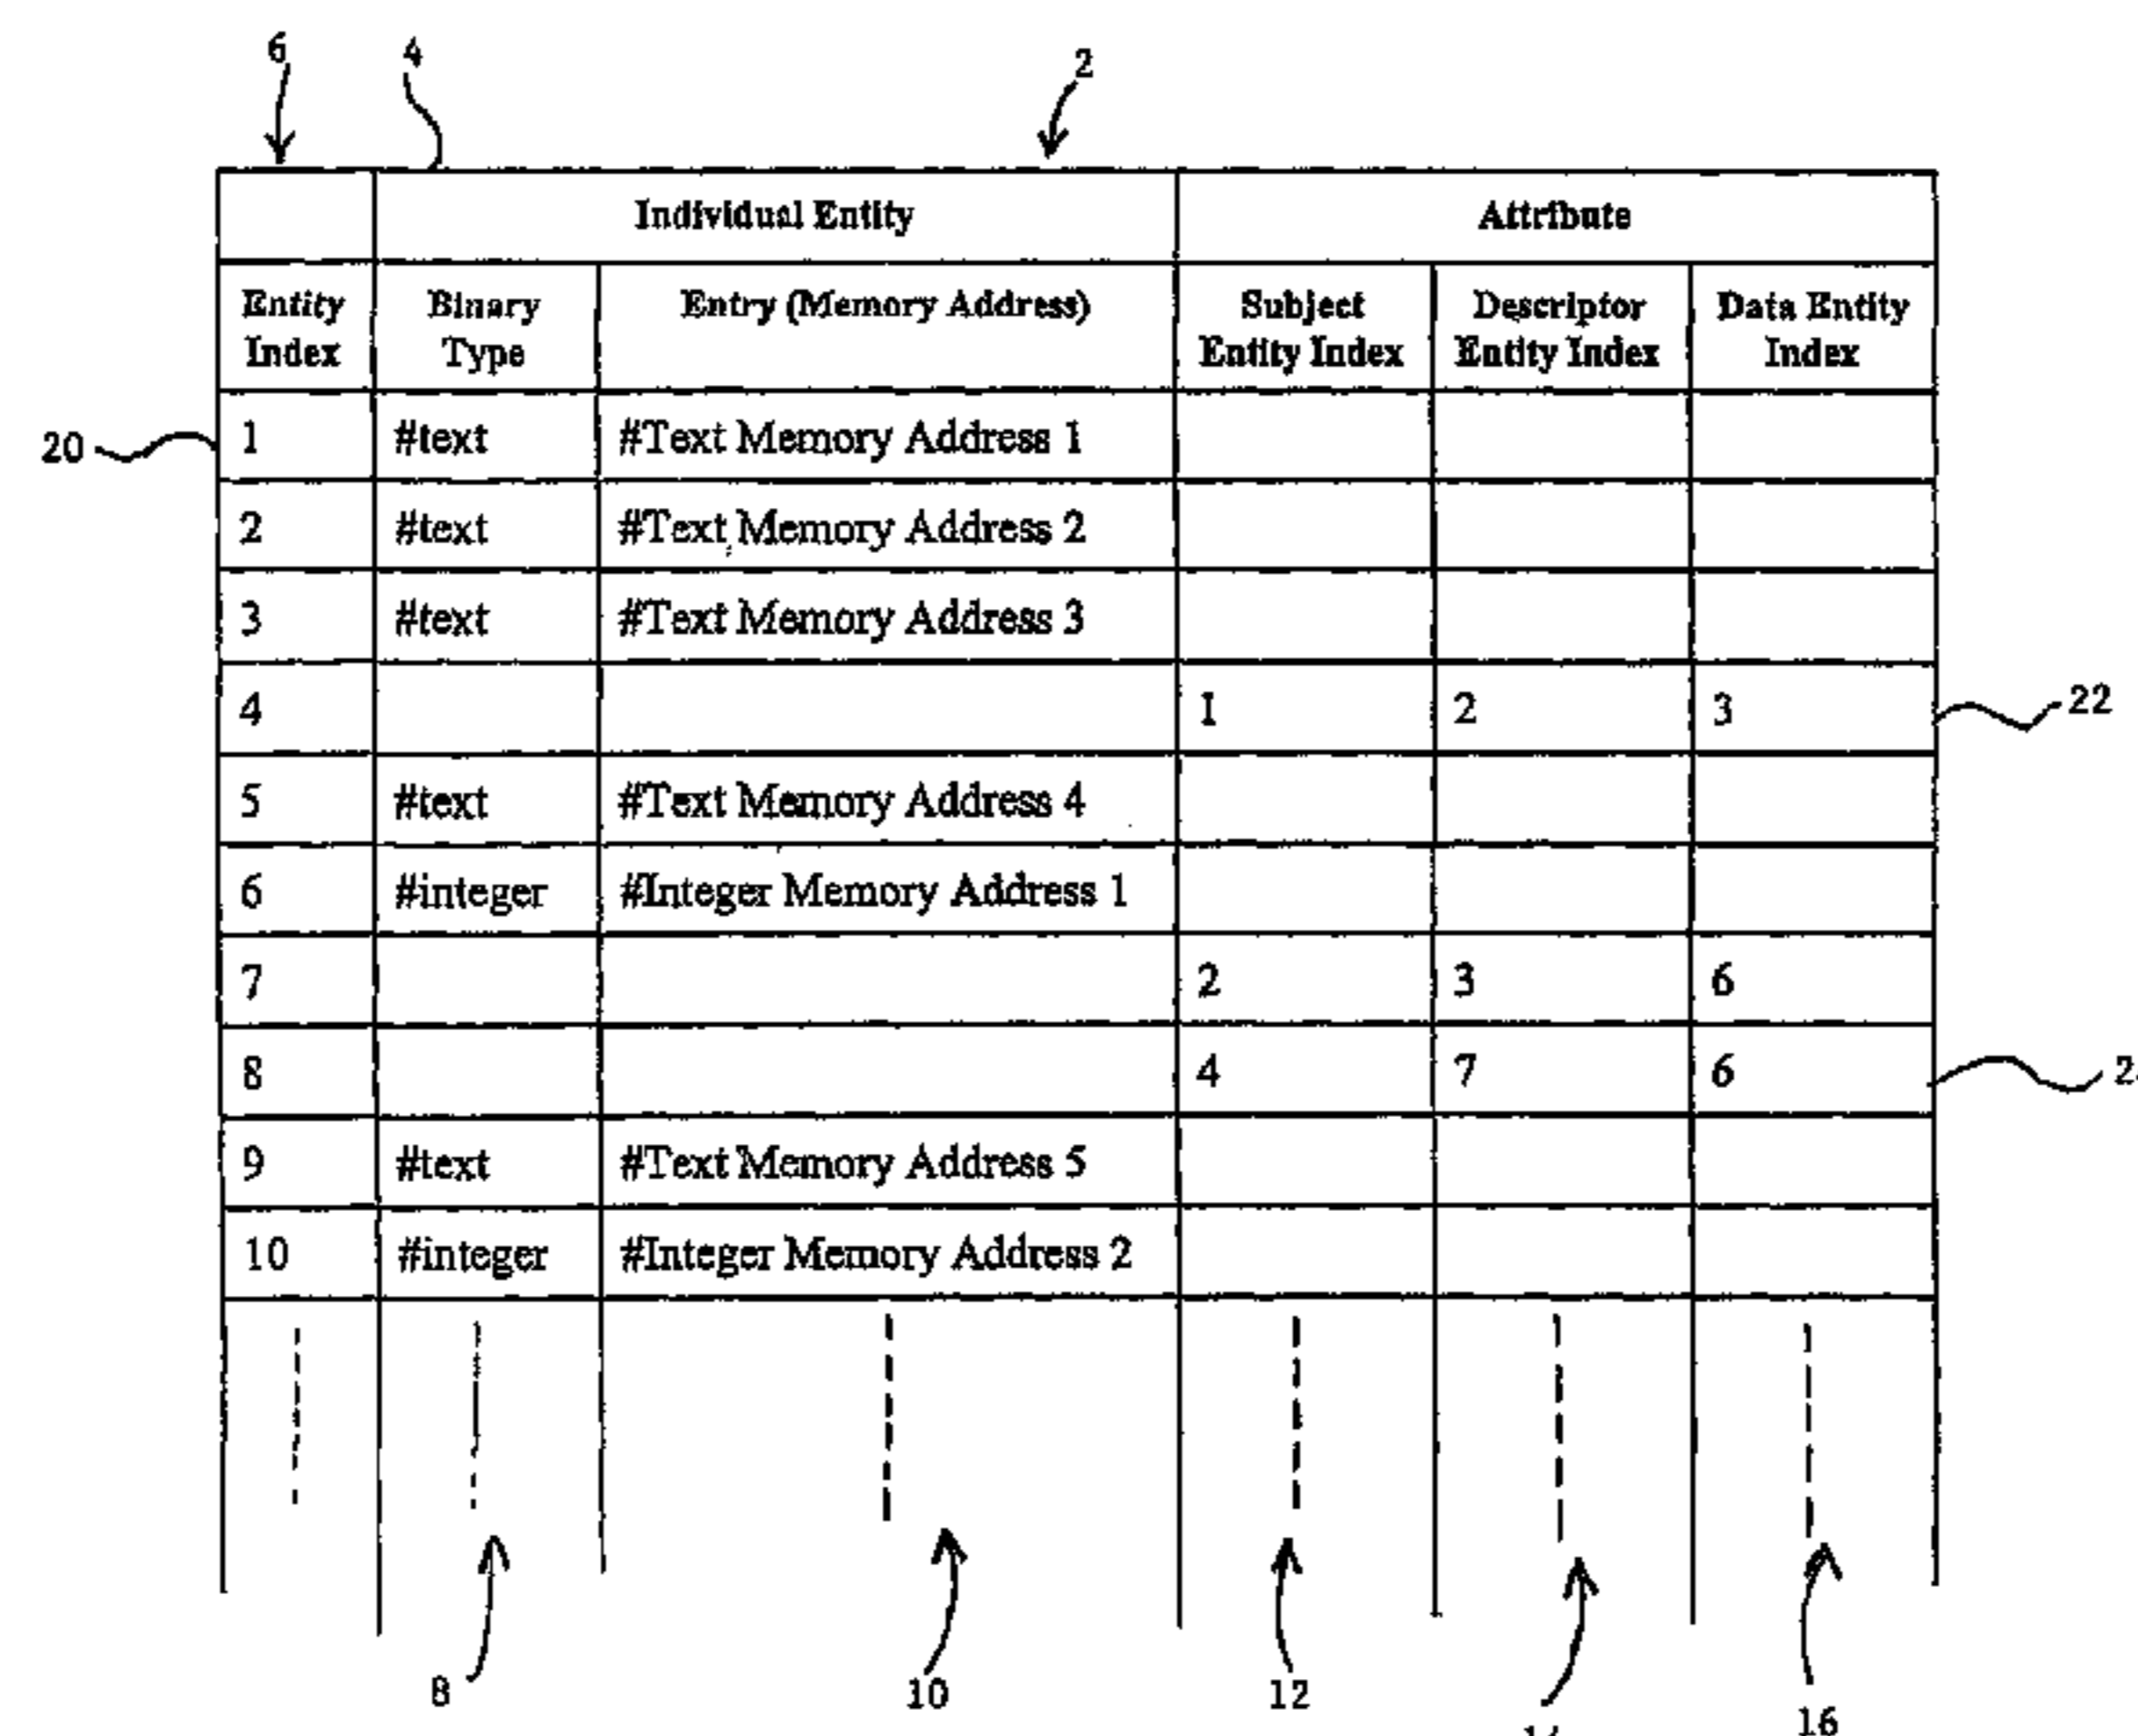 6 4 2
Individual Entity Attribute
Entity Index Binary Type Entry (Memory Address) Subject Entity Index Descriptor Entity Index Data Entity Index
20 1 #text #Text Memory Address 1
2 #text #Text Memory Address 2
3 #text #Text Memory Address 3
4 1 2 3 22
5 #text #Text Memory Address 4
6 #integer #Integer Memory Address 1
7 2 3 6
8 4 7 6
9 #text #Text Memory Address 5
10 #integer #Integer Memory Address 2
8 10 12 16